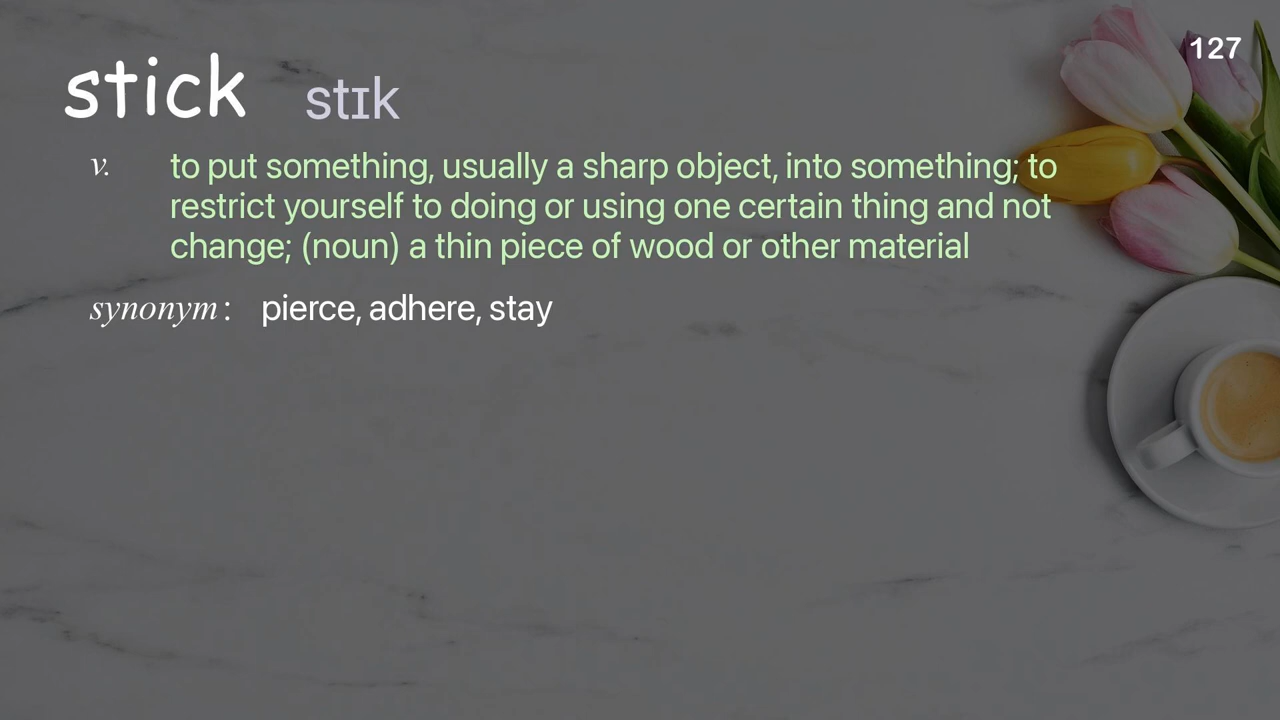 127
stick stɪk
v. to put something, usually a sharp object, into something; to
restrict yourself to doing or using one certain thing and not
change; (noun) a thin piece of wood or other material
synonym: pierce, adhere, stay